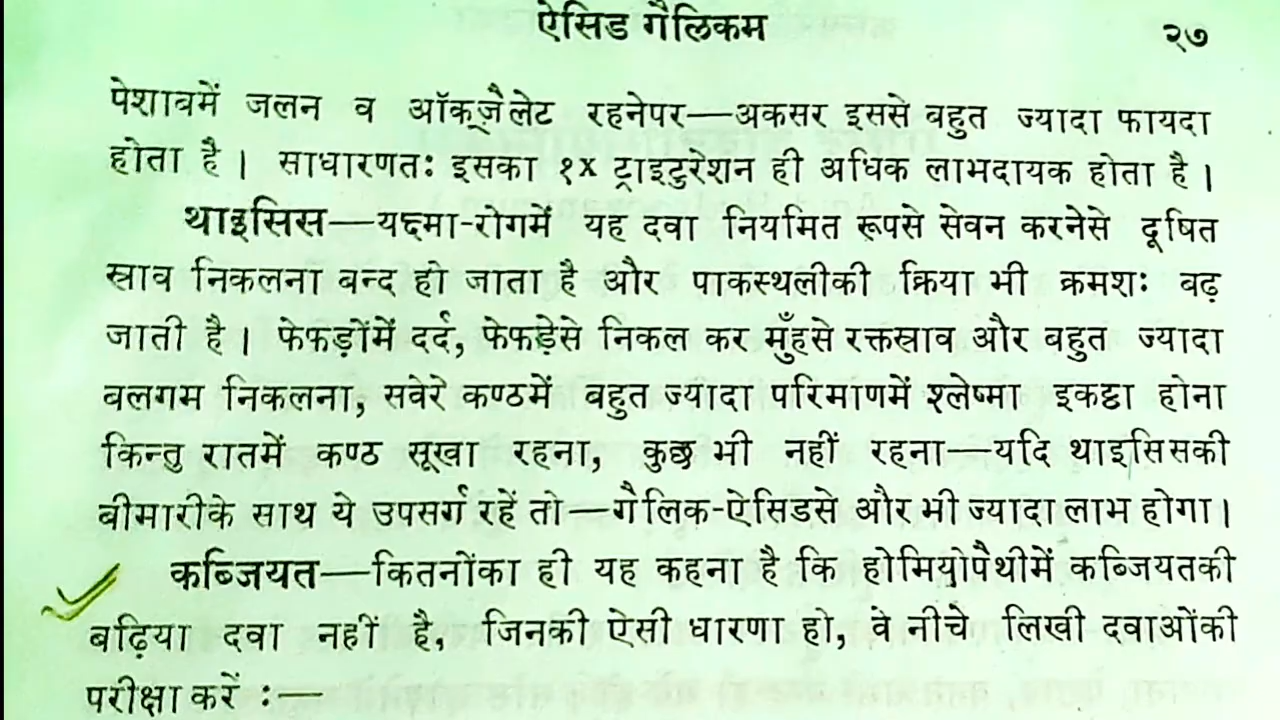 ऐसिड गैलिकम २७
पेशाबमें जलन व ऑक्ज़ैलेट रहनेपर—अकसर इससे बहुत ज्यादा फायदा
होता है। साधारणतः इसका १x ट्राइटुरेशन ही अधिक लाभदायक होता है।
थाइसिस—यक्ष्मा-रोगमें यह दवा नियमित रूपसे सेवन करनेसे दूषित
स्राव निकलना बन्द हो जाता है और पाकस्थलीकी क्रिया भी क्रमशः बढ़
जाती है। फेफड़ोंमें दर्द, फेफड़ेसे निकल कर मुँहसे रक्तस्राव और बहुत ज्यादा
बलगम निकलना, सवेरे कण्ठमें बहुत ज्यादा परिमाणमें श्लेष्मा इकट्ठा होना
किन्तु रातमें कण्ठ सूखा रहना, कुछ भी नहीं रहना—यदि थाइसिसकी
बीमारीके साथ ये उपसर्ग रहें तो—गैलिक-ऐसिडसे और भी ज्यादा लाभ होगा।
कब्जियत—कितनोंका ही यह कहना है कि होमियोपैथीमें कब्जियतकी
बढ़िया दवा नहीं है, जिनकी ऐसी धारणा हो, वे नीचे लिखी दवाओंकी
परीक्षा करें :—